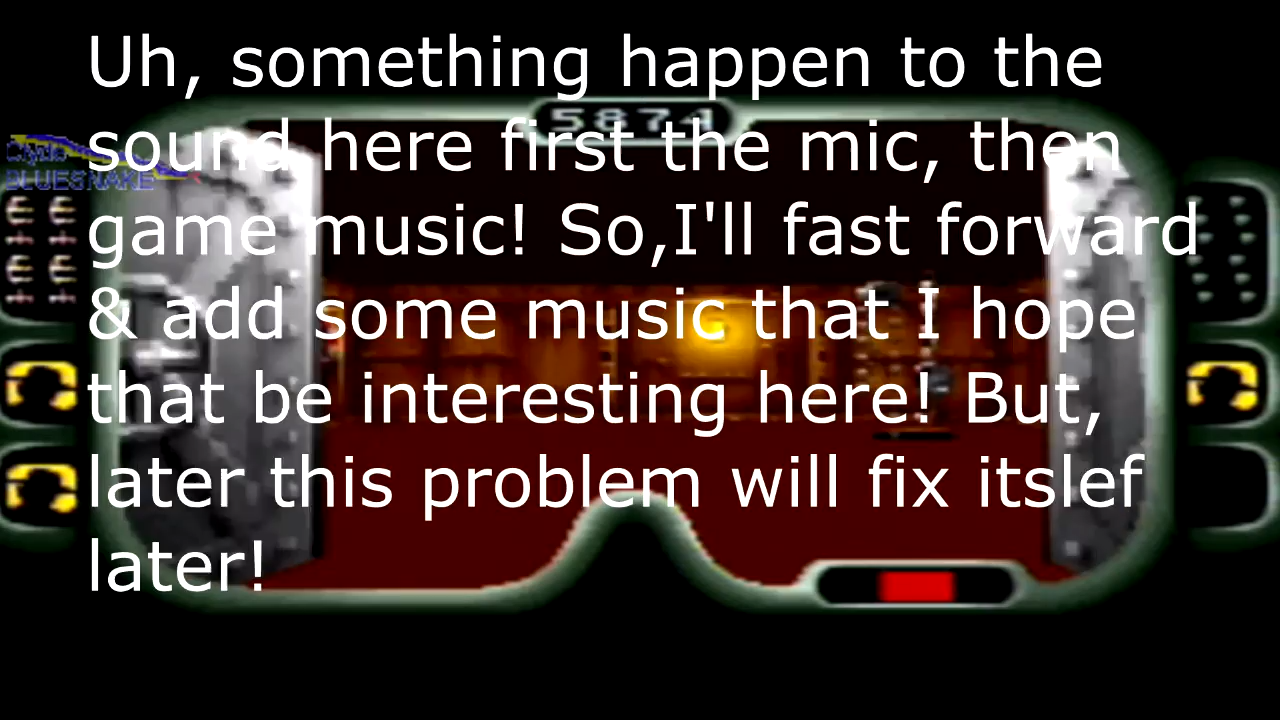 Uh, something happen to the
5874
sound here first the mic, then
Clyde
BLUESNAKE
game music! So,I'll fast forward
& add some music that I hope
that be interesting here! But,
later this problem will fix itslef
later!